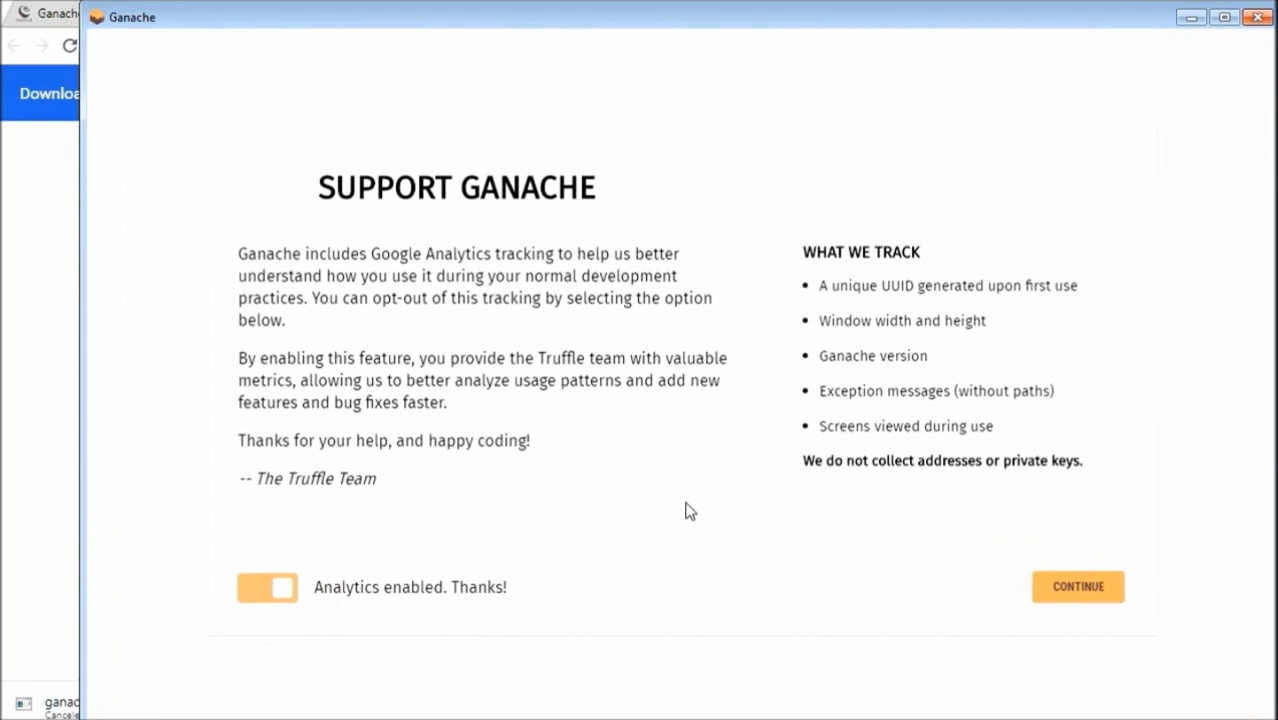 Ganache
SUPPORT GANACHE
Ganache includes Google Analytics tracking to help us better
understand how you use it during your normal development
practices. You can opt-out of this tracking by selecting the option
below.
By enabling this feature, you provide the Truffle team with valuable
metrics, allowing us to better analyze usage patterns and add new
features and bug fixes faster.
Thanks for your help, and happy coding!
-- The Truffle Team
WHAT WE TRACK
• A unique UUID generated upon first use
• Window width and height
• Ganache version
• Exception messages (without paths)
• Screens viewed during use
We do not collect addresses or private keys.
Analytics enabled. Thanks!
CONTINUE